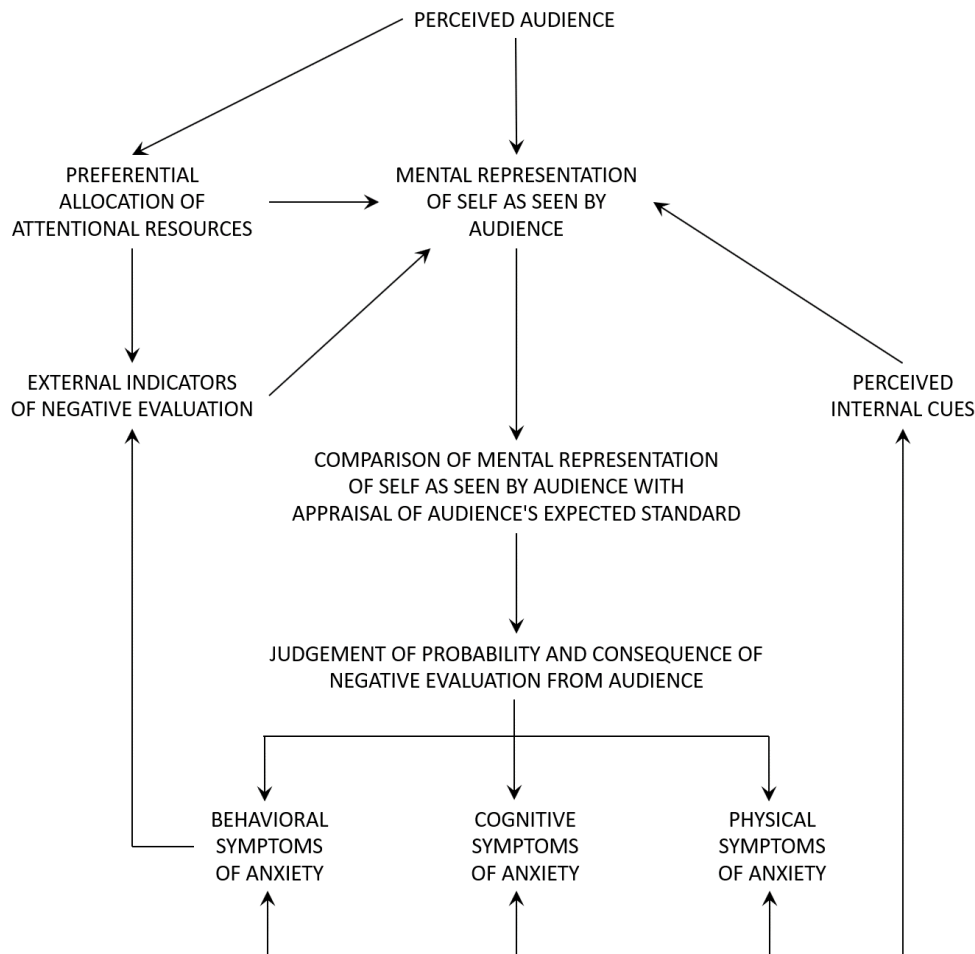 PERCEIVED AUDIENCE
PREFERENTIAL
ALLOCATION OF
ATTENTIONAL RESOURCES
MENTAL REPRESENTATION
OF SELF AS SEEN BY
AUDIENCE
EXTERNAL INDICATORS
OF NEGATIVE EVALUATION
PERCEIVED
INTERNAL CUES
COMPARISON OF MENTAL REPRESENTATION
OF SELF AS SEEN BY AUDIENCE WITH
APPRAISAL OF AUDIENCE'S EXPECTED STANDARD
JUDGEMENT OF PROBABILITY AND CONSEQUENCE OF
NEGATIVE EVALUATION FROM AUDIENCE
BEHAVIORAL
SYMPTOMS
OF ANXIETY
COGNITIVE
SYMPTOMS
OF ANXIETY
PHYSICAL
SYMPTOMS
OF ANXIETY